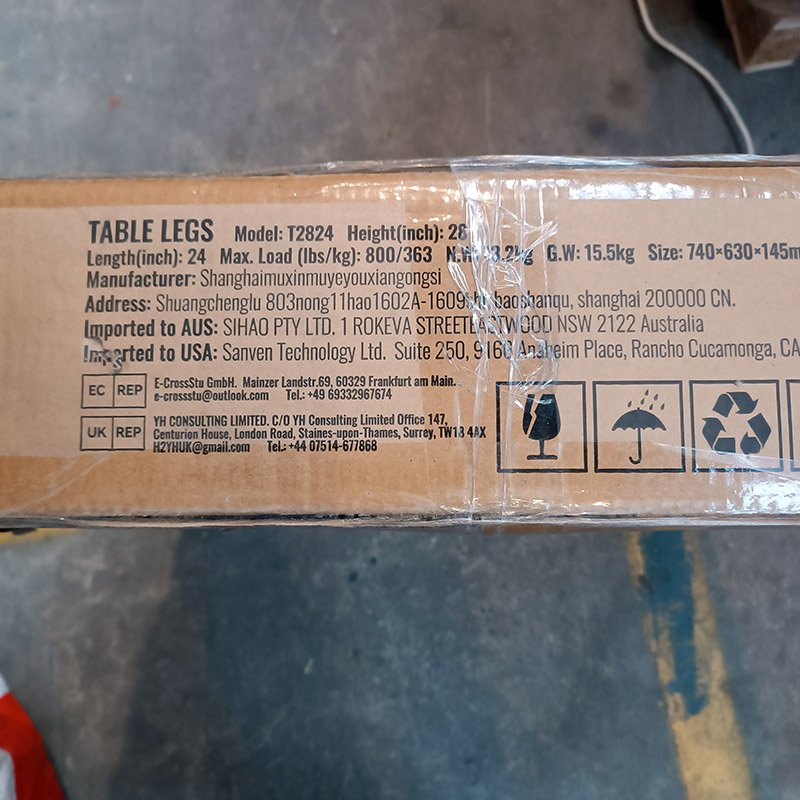 TABLE LEGS Model: T2824 Height(inch): 28
Length(inch): 24 Max. Load (lbs/kg): 800/363 G.W: 15.5kg Size: 740×630×145m
Manufacturer: Shanghaimuxinmuyeyouxiangongsi
Address: Shuangchenglu 803nong11hao1602A-1609shi baoshanqu, shanghai 200000 CN.
Imported to AUS: SIHAO PTY LTD. 1 ROKEVA STREETEASTWOOD NSW 2122 Australia
Imported to USA: Sanven Technology Ltd. Suite 250, 9166 Anaheim Place, Rancho Cucamonga, CA
EC REP E-CrossStu GmbH. Mainzer Landstr.69, 60329 Frankfurt am Main.
e-crossstu@outlook.com Tel.:+49 69332967674
UK REP YH CONSULTING LIMITED. C/O YH Consulting Limited Office 147,
Centurion House, London Road, Staines-upon-Thames, Surrey, TW18 4AX
H2YHUK@gmail.com Tel.: +44 07514-677868